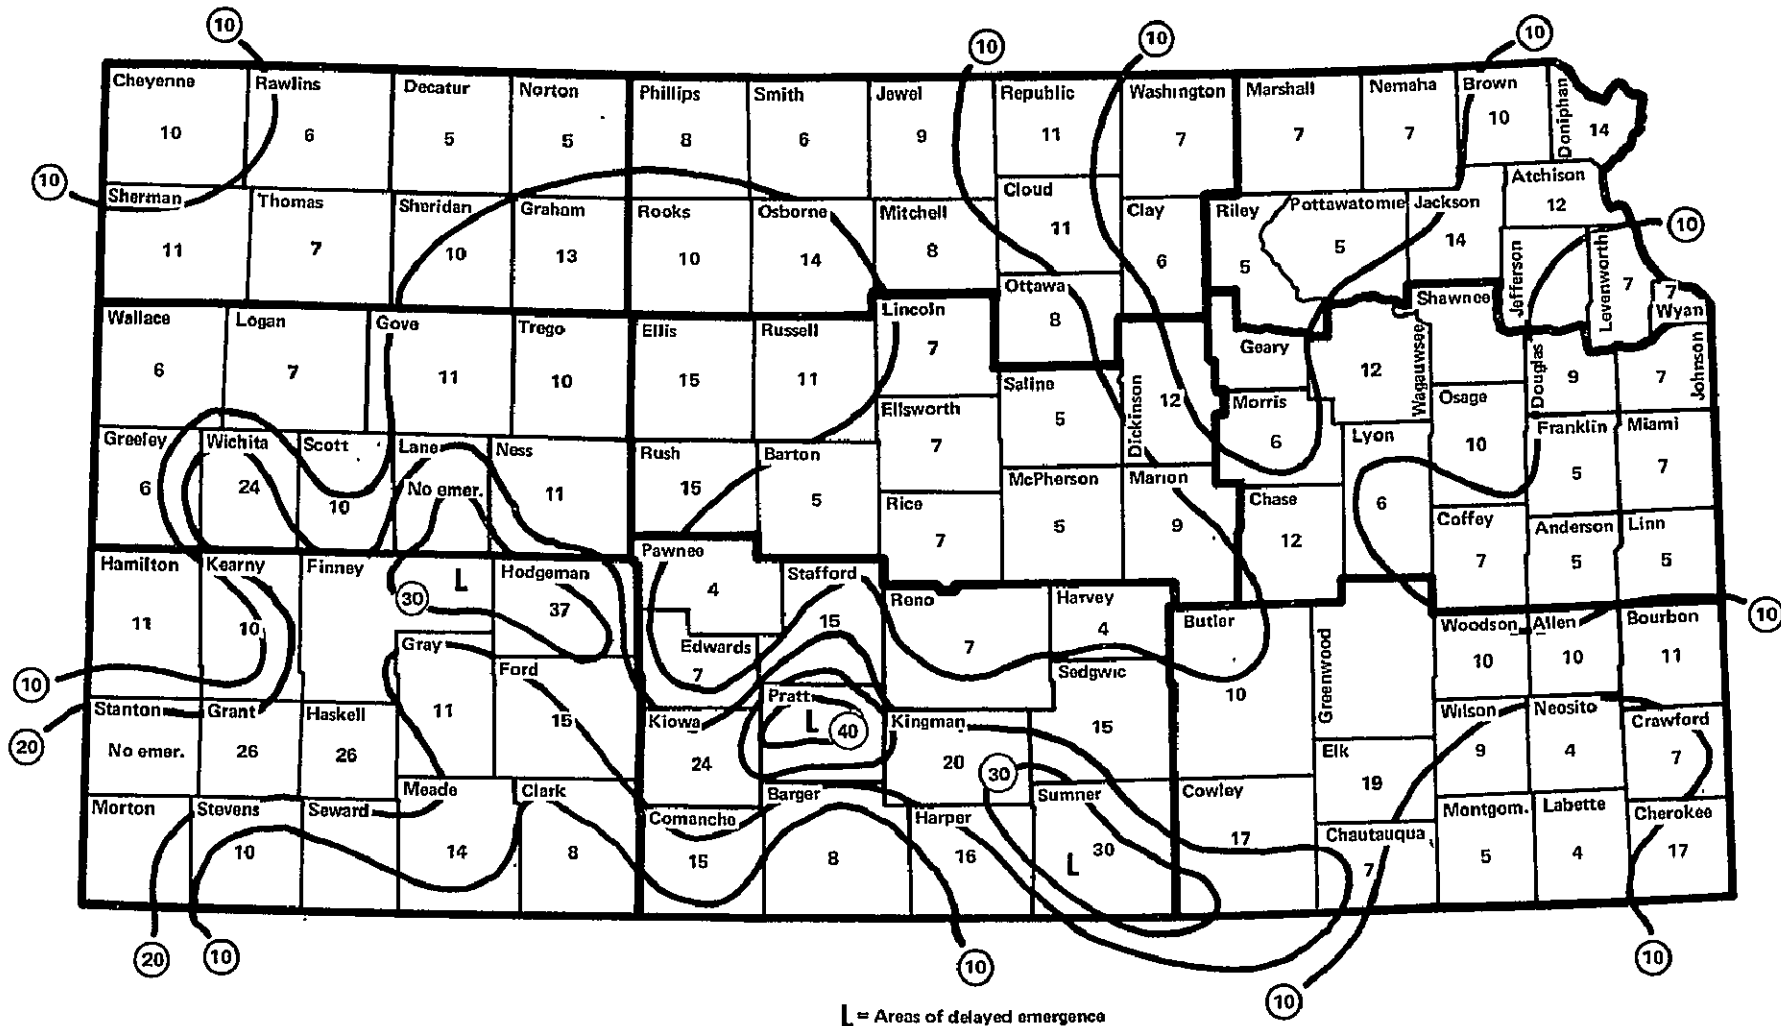 10
10
10
10
Cheyenne Rawlins Decatur Norton Phillips Smith Jewel Republic Washington Marshall Nemaha Brown Doniphan
10 6 5 5 8 6 9 11 7 7 7 10 14
10
Sherman Thomas Sheridan Graham Rooks Osborne Mitchell Cloud Clay Riley Pottawatomie Jackson Atchison
11 7 10 13 10 14 8 11 6 5 5 14 12
10
Jefferson Levenworth
7
7
Wyan
Wallace Logan Gove Trego Ellis Russell Lincoln Ottawa Geary Shawnee
6 7 11 10 15 11 7 8
Saline Dickinson Morris Wagauwsee Osage Douglas Johnson
5 12 6 12 10 9 7
Greeley Wichita Scott Lane Ness Rush Barton Ellsworth Lyon Franklin Miami
6 24 10 No emer. 11 15 5 7 6 5 7
Rice McPherson Marion Chase Coffey Anderson Linn
7 5 9 12 7 5 5
Hamilton Kearny Finney L Hodgeman Pawnee Stafford
11 10 30 37 4 15
Reno Harvey Butler Greenwood Woodson Allen Bourbon
7 4 10 10 10 11
10
10
Gray Ford Edwards Sedgwic
11 15 7 15
20
Stanton Grant Haskell Kiowa Pratt Kingman
No emer. 26 26 24 L 40 20
30
Elk Wilson Neosito Crawford
19 9 4 7
Morton Stevens Seward Meade Clark Comancho Barger Harper Sumner Cowley Chautauqua Montgom. Labette Cherokee
10 14 8 15 8 16 30 17 7 5 4 17
L
20
10
10
10
10
L = Areas of delayed emergence